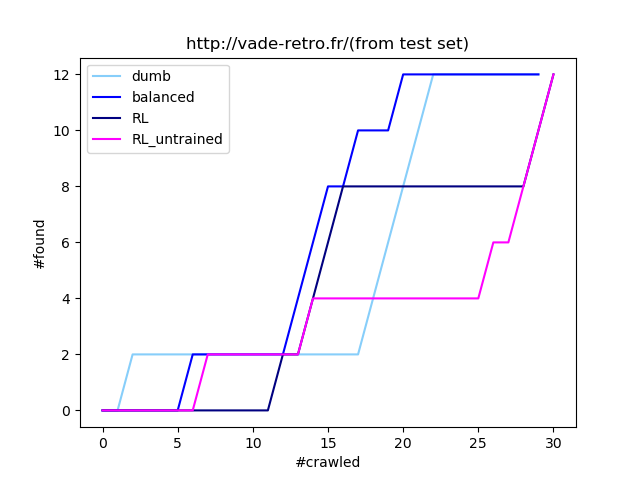 http://vade-retro.fr/(from test set)
dumb
balanced
RL
RL_untrained
12
10
8
6
4
2
0
#found
0 5 10 15 20 25 30
#crawled